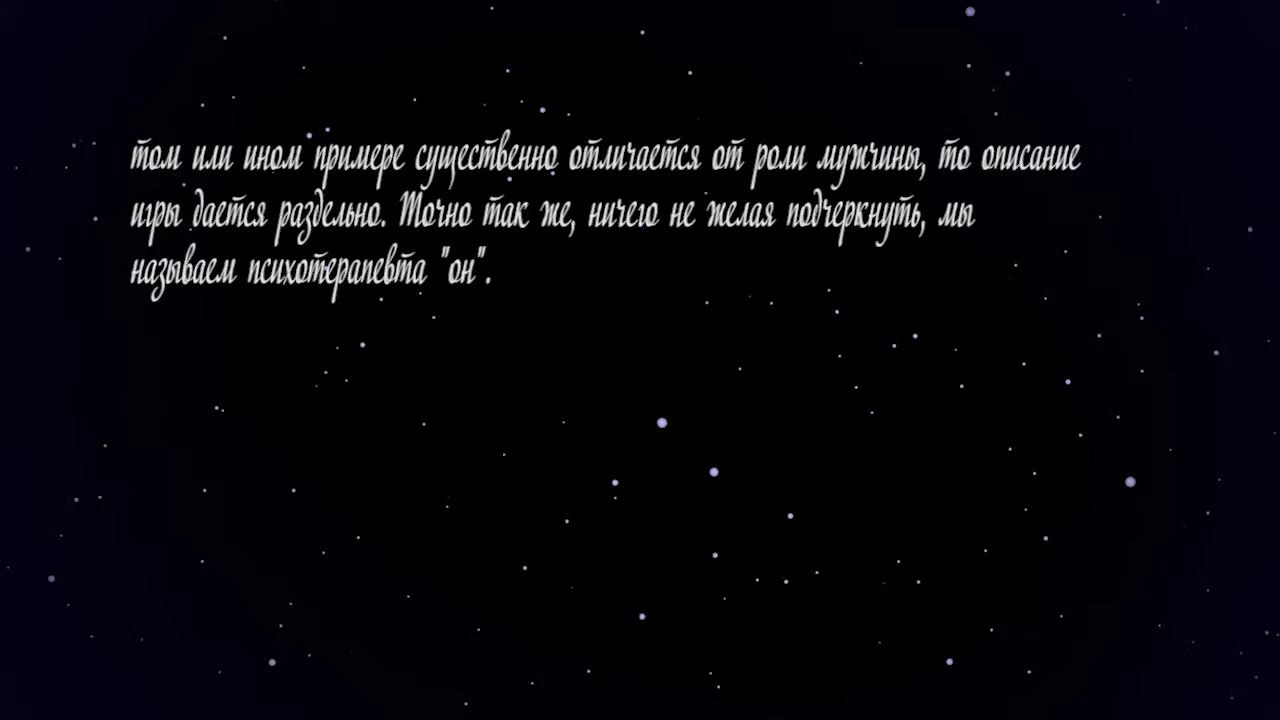 том или ином примере существенно отличается от роли мужчины, то описание
игры дается раздельно. Точно так же, ничего не желая подчеркнуть, мы
называем психотерапевта "он".